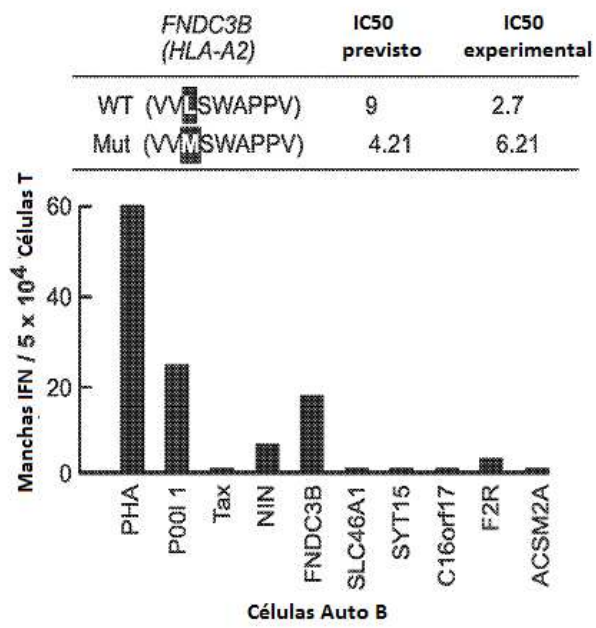 FNDC3B IC50 IC50
(HLA-A2) previsto experimental
WT (VVLSWAPPV) 9 2.7
Mut (VVMSWAPPV) 4.21 6.21
Manchas IFN / 5 x 10⁴ Células T
60
40
20
0
PHA
P00l 1
Tax
NIN
FNDC3B
SLC46A1
SYT15
C16orf17
F2R
ACSM2A
Células Auto B